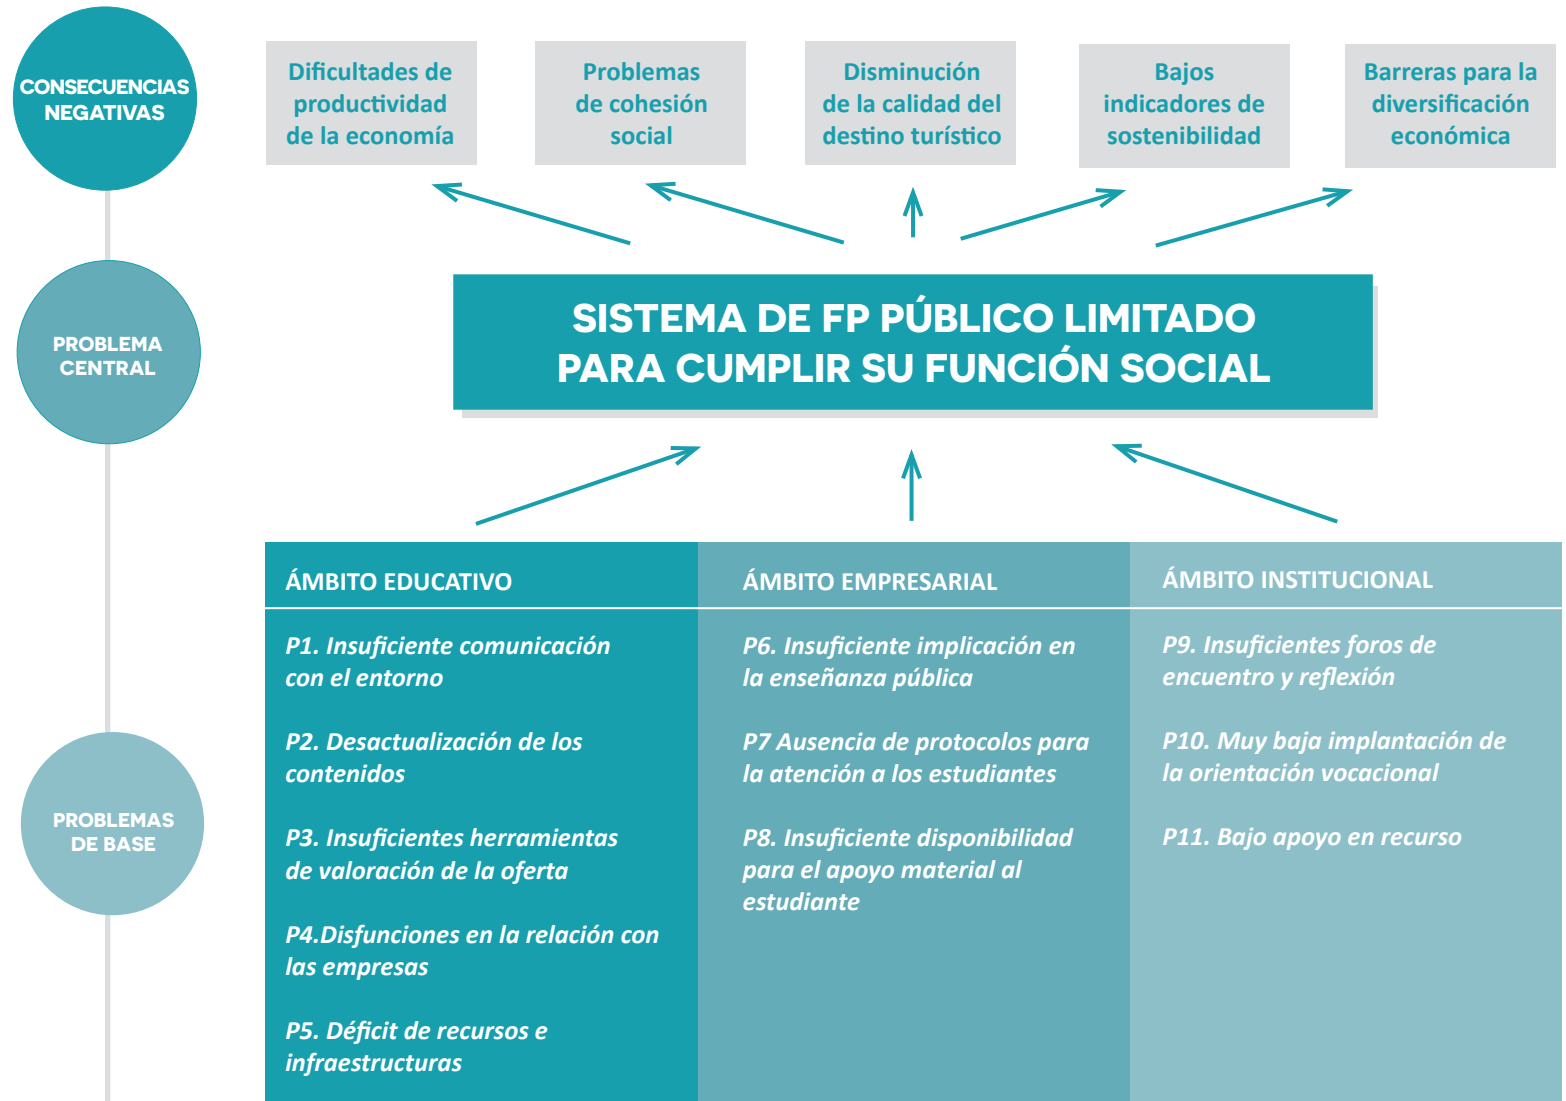 CONSECUENCIAS
NEGATIVAS
Dificultades de
productividad
de la economía
Problemas
de cohesión
social
Disminución
de la calidad del
destino turístico
Bajos
indicadores de
sostenibilidad
Barreras para la
diversificación
económica
PROBLEMA
CENTRAL
SISTEMA DE FP PÚBLICO LIMITADO
PARA CUMPLIR SU FUNCIÓN SOCIAL
PROBLEMAS
DE BASE
ÁMBITO EDUCATIVO
P1. Insuficiente comunicación
con el entorno
P2. Desactualización de los
contenidos
P3. Insuficientes herramientas
de valoración de la oferta
P4.Disfunciones en la relación con
las empresas
P5. Déficit de recursos e
infraestructuras
ÁMBITO EMPRESARIAL
P6. Insuficiente implicación en
la enseñanza pública
P7 Ausencia de protocolos para
la atención a los estudiantes
P8. Insuficiente disponibilidad
para el apoyo material al
estudiante
ÁMBITO INSTITUCIONAL
P9. Insuficientes foros de
encuentro y reflexión
P10. Muy baja implantación de
la orientación vocacional
P11. Bajo apoyo en recurso